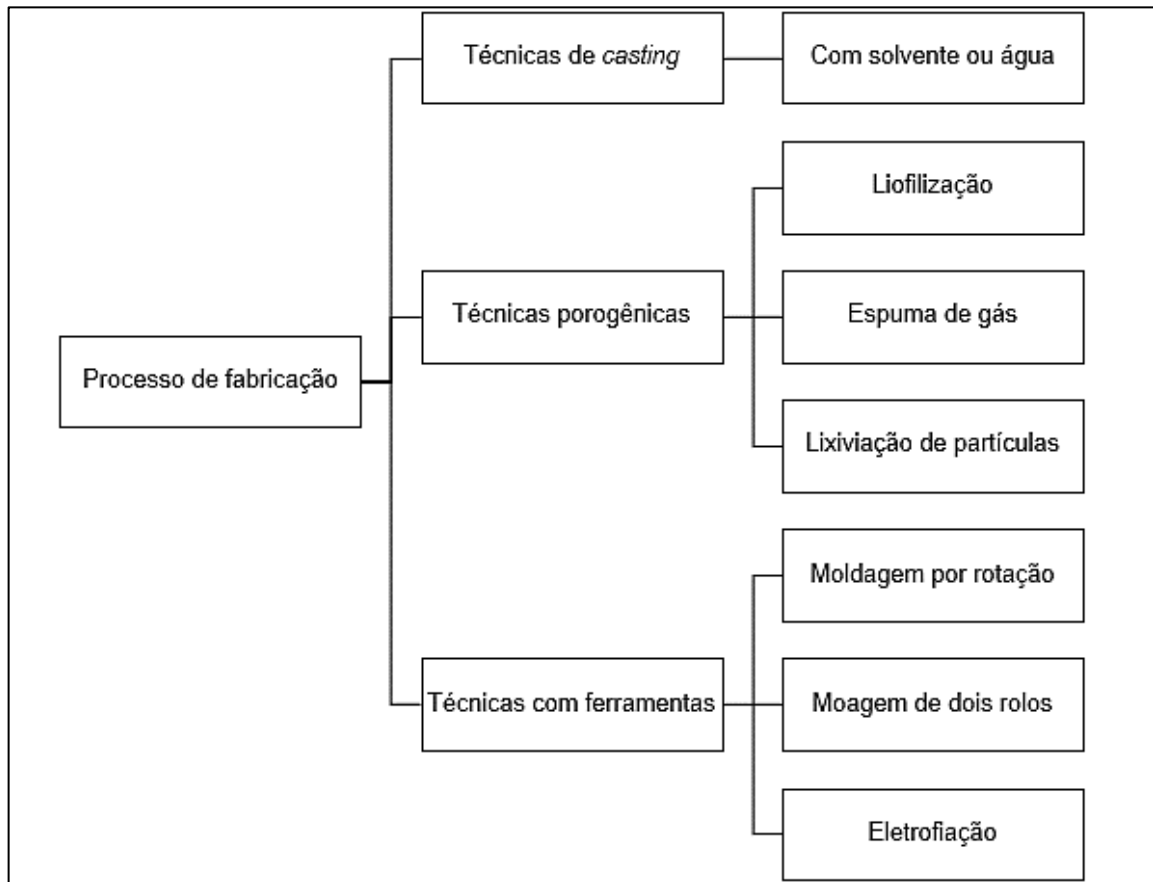 Processo de fabricação
Técnicas de casting
Com solvente ou água
Técnicas porogênicas
Liofilização
Espuma de gás
Lixiviação de partículas
Técnicas com ferramentas
Moldagem por rotação
Moagem de dois rolos
Eletrofiação